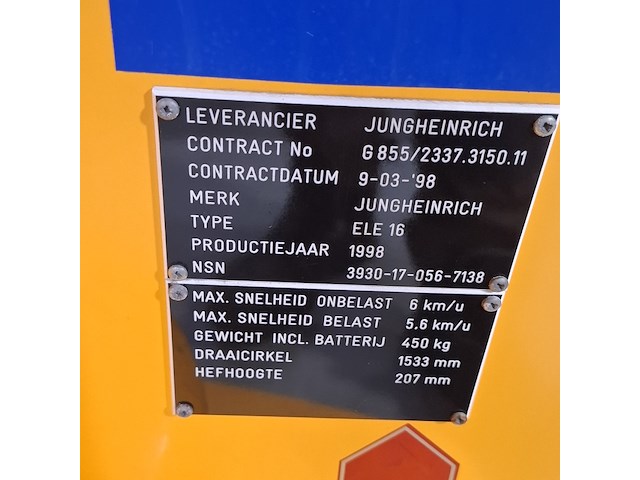 LEVERANCIER JUNGHEINRICH
CONTRACT No G 855/2337.3150.11
CONTRACTDATUM 9-03-'98
MERK JUNGHEINRICH
TYPE ELE 16
PRODUCTIEJAAR 1998
NSN 3930-17-056-7138
MAX. SNELHEID ONBELAST 6 km/u
MAX. SNELHEID BELAST 5.6 km/u
GEWICHT INCL. BATTERIJ 450 kg
DRAAICIRKEL 1533 mm
HEFHOOGTE 207 mm